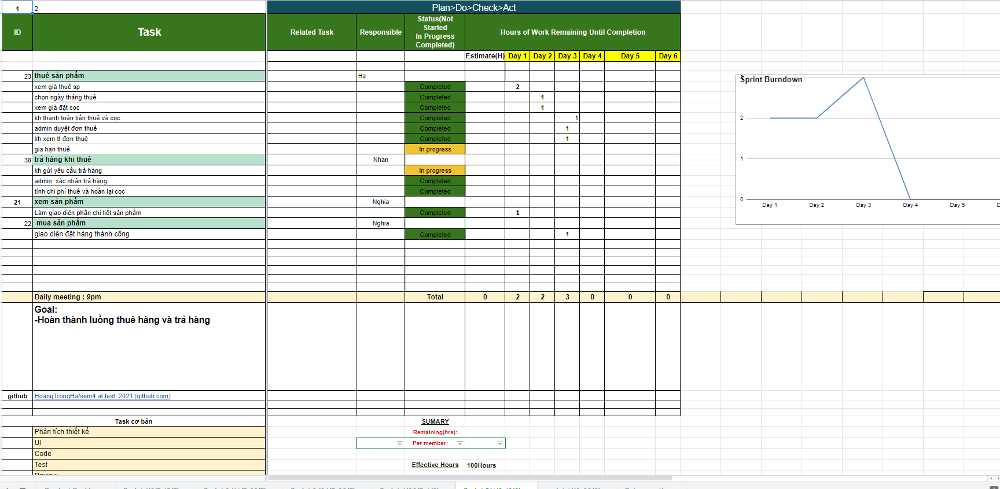 1 2 Plan>Do>Check>Act
ID Task Related Task Responsible Status(Not Started In Progress Completed) Hours of Work Remaining Until Completion
Estimate(H) Day 1 Day 2 Day 3 Day 4 Day 5 Day 6
23 thuê sản phẩm Ha
xem giá thuê sp Completed 2
chọn ngày tháng thuê Completed 1
xem giá đặt cọc Completed 1
kh thanh toán tiền thuê và cọc Completed 1
admin duyệt đơn thuê Completed 1
kh xem tt đơn thuê Completed 1
gia hạn thuê In progress
38 trả hàng khi thuê Nhan
kh gửi yêu cầu trả hàng In progress
admin xác nhận trả hàng Completed
tính chi phí thuê và hoàn lại cọc Completed
21 xem sản phẩm Nghia
Làm giao diện phần chi tiết sản phẩm Completed 1
22 mua sản phẩm Nghia
giao diện đặt hàng thành công Completed 1
Daily meeting : 9pm Total 0 2 2 3 0 0 0
Goal:
-Hoàn thành luồng thuê hàng và trả hàng
github HoangTrongHa/sem4 at test_2021 (github.com)
Task cơ bản SUMARY
Phân tích thiết kế Remaining(hrs):
UI Per member:
Code
Test Effective Hours 100Hours
Sprint Burndown
2
1
0
Day 1 Day 2 Day 3 Day 4 Day 5